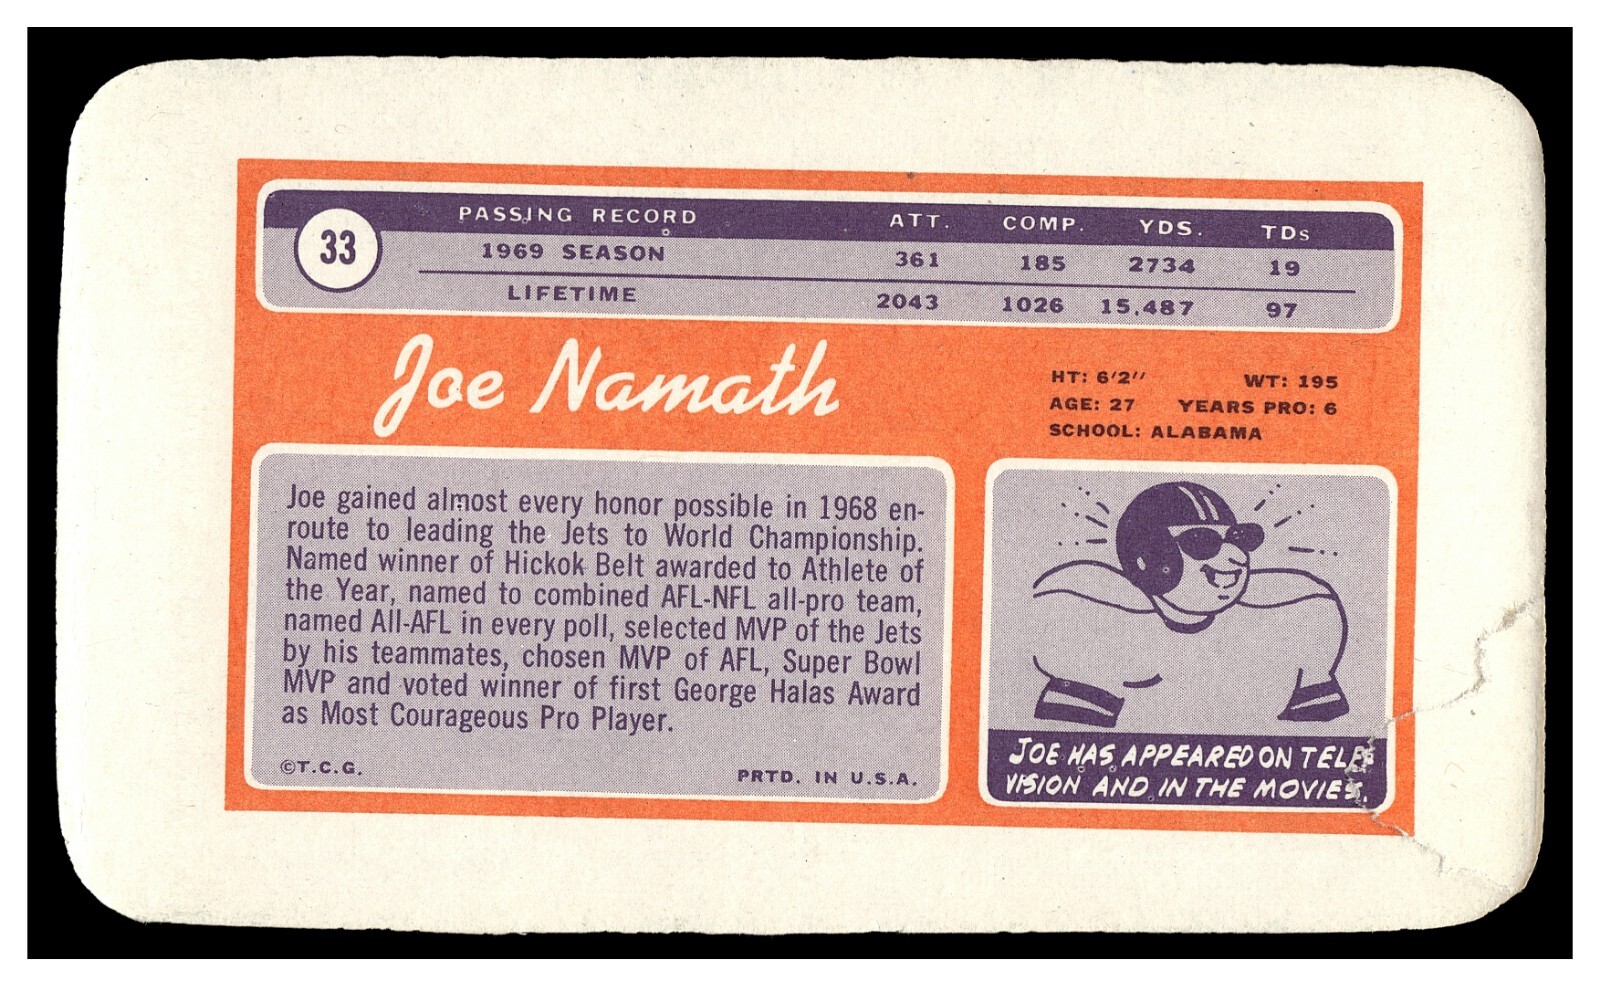 33
PASSING RECORD ATT. COMP. YDS. TDs
1969 SEASON 361 185 2734 19
LIFETIME 2043 1026 15,487 97
Joe Namath
HT: 6'2'' WT: 195
AGE: 27 YEARS PRO: 6
SCHOOL: ALABAMA
Joe gained almost every honor possible in 1968 en-
route to leading the Jets to World Championship.
Named winner of Hickok Belt awarded to Athlete of
the Year, named to combined AFL-NFL all-pro team,
named All-AFL in every poll, selected MVP of the Jets
by his teammates, chosen MVP of AFL, Super Bowl
MVP and voted winner of first George Halas Award
as Most Courageous Pro Player.
©T.C.G. PRTD. IN U.S.A.
JOE HAS APPEARED ON TELE-
VISION AND IN THE MOVIES.